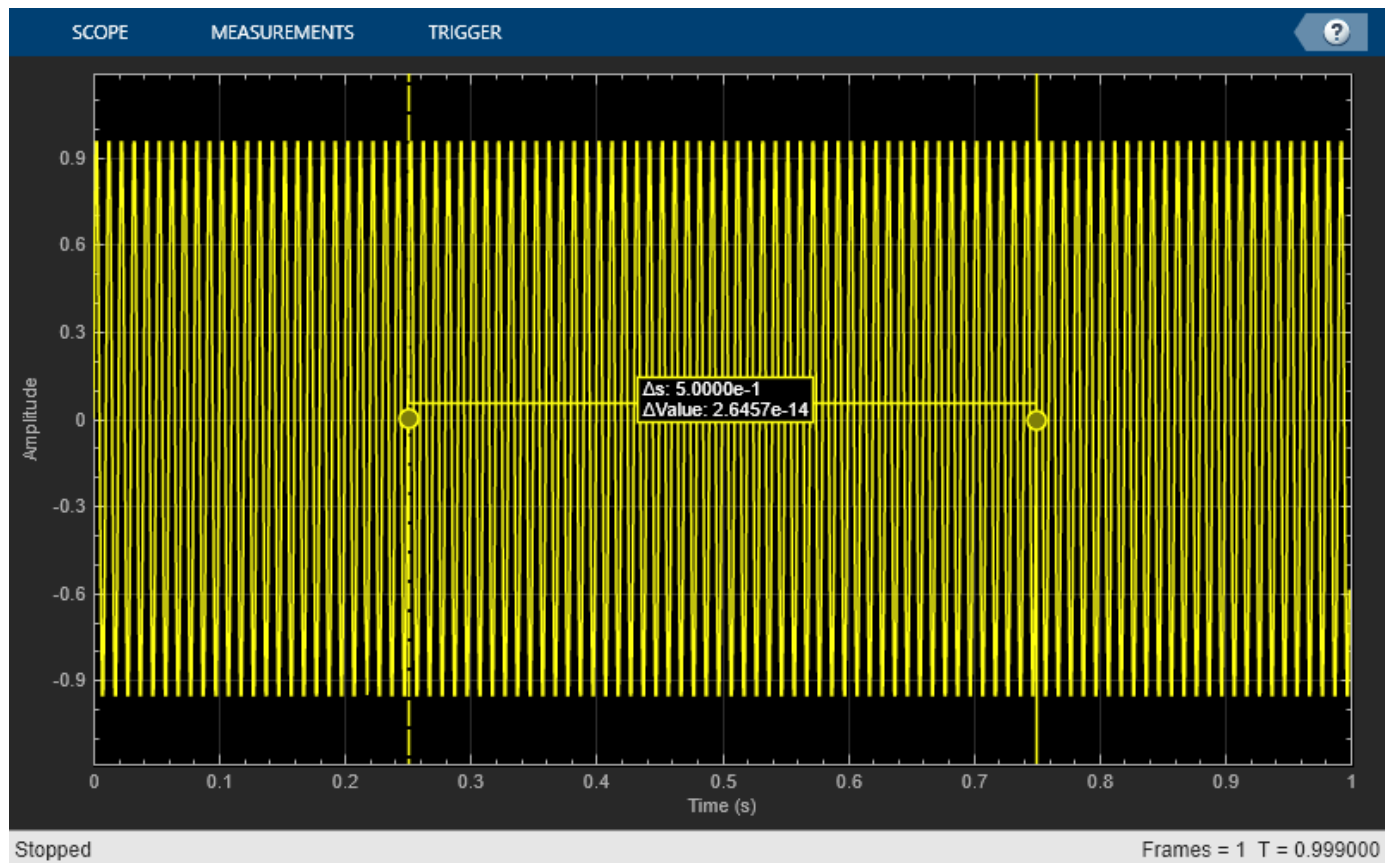 SCOPE MEASUREMENTS TRIGGER ?
0.9
0.6
0.3
0
-0.3
-0.6
-0.9
Amplitude
Δs: 5.0000e-1
ΔValue: 2.6457e-14
0 0.1 0.2 0.3 0.4 0.5 0.6 0.7 0.8 0.9 1
Time (s)
Stopped Frames = 1 T = 0.999000